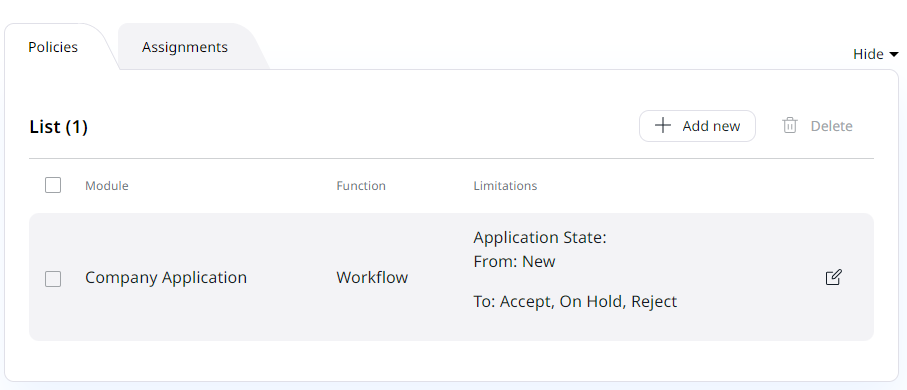 Policies
Assignments
Hide
List (1)
Add new
Delete
Module
Function
Limitations
Company Application
Workflow
Application State:
From: New
To: Accept, On Hold, Reject